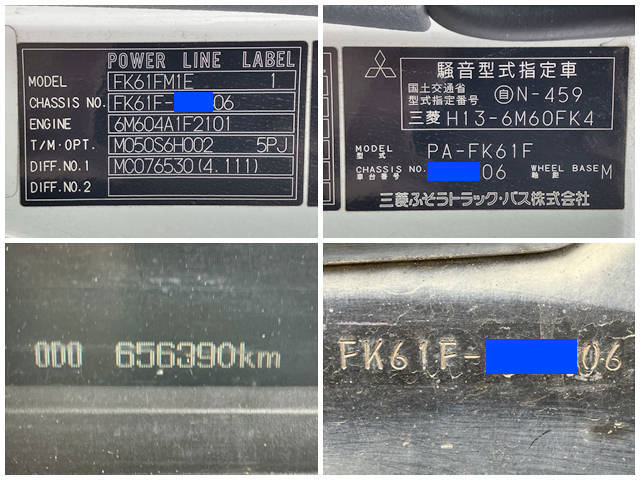 POWER LINE LABEL
MODEL FK61FM1E 1
CHASSIS NO. FK61F- 06
ENGINE 6M604A1F2101
T/M.OPT. M050S6H002 5PJ
DIFF.NO.1 MC076530(4.111)
DIFF.NO.2
騒音型式指定車
国土交通省
型式指定番号 自N-459
三菱 H13-6M60FK4
MODEL
型式 PA-FK61F
CHASSIS NO.
車台番号 06 WHEEL BASE
軸距 M
三菱ふそうトラック・バス株式会社
ODO 656390km
FK61F- 06